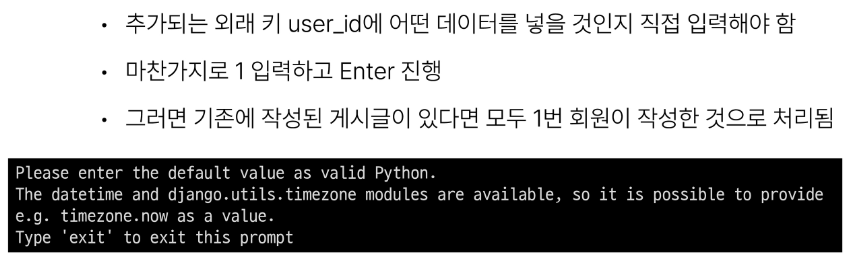 • 추가되는 외래 키 user_id에 어떤 데이터를 넣을 것인지 직접 입력해야 함
• 마찬가지로 1 입력하고 Enter 진행
• 그러면 기존에 작성된 게시글이 있다면 모두 1번 회원이 작성한 것으로 처리됨
Please enter the default value as valid Python.
The datetime and django.utils.timezone modules are available, so it is possible to provide
e.g. timezone.now as a value.
Type 'exit' to exit this prompt